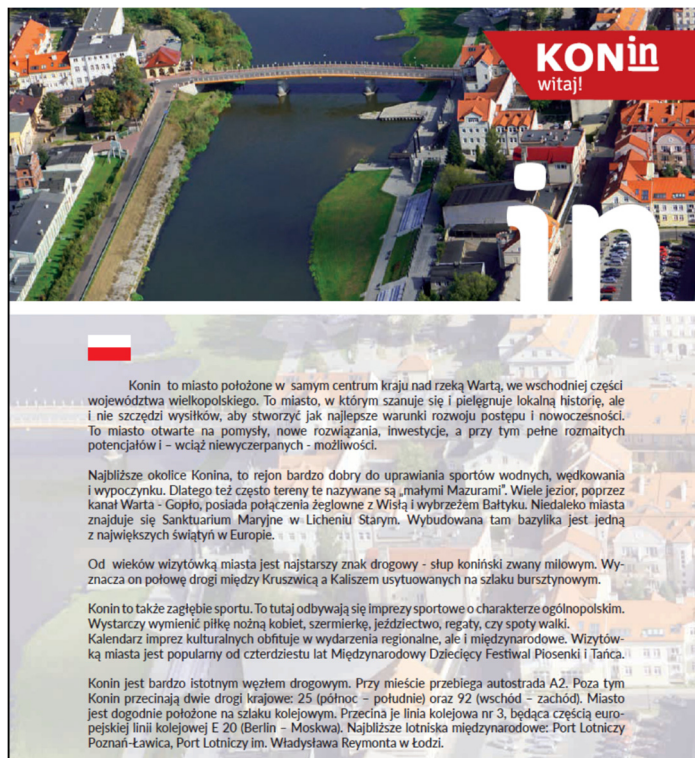 KONin
witaj!
in
Konin to miasto położone w samym centrum kraju nad rzeką Wartą, we wschodniej części
województwa wielkopolskiego. To miasto, w którym szanuje się i pielęgnuje lokalną historię, ale
i nie szczędzi wysiłków, aby stworzyć jak najlepsze warunki rozwoju postępu i nowoczesności.
To miasto otwarte na pomysły, nowe rozwiązania, inwestycje, a przy tym pełne rozmaitych
potencjałów i – wciąż niewyczerpanych - możliwości.
Najbliższe okolice Konina, to rejon bardzo dobry do uprawiania sportów wodnych, wędkowania
i wypoczynku. Dlatego też często tereny te nazywane są „małymi Mazurami”. Wiele jezior, poprzez
kanał Warta - Gopło, posiada połączenia żeglowne z Wisłą i wybrzeżem Bałtyku. Niedaleko miasta
znajduje się Sanktuarium Maryjne w Licheniu Starym. Wybudowana tam bazylika jest jedną
z największych świątyń w Europie.
Od wieków wizytówką miasta jest najstarszy znak drogowy - słup koniński zwany milowym. Wy-
znacza on połowę drogi między Kruszwicą a Kaliszem usytuowanych na szlaku bursztynowym.
Konin to także zagłębie sportu. To tutaj odbywają się imprezy sportowe o charakterze ogólnopolskim.
Wystarczy wymienić piłkę nożną kobiet, szermierkę, jeździectwo, regaty, czy spoty walki.
Kalendarz imprez kulturalnych obfituje w wydarzenia regionalne, ale i międzynarodowe. Wizytów-
ką miasta jest popularny od czterdziestu lat Międzynarodowy Dziecięcy Festiwal Piosenki i Tańca.
Konin jest bardzo istotnym węzłem drogowym. Przy mieście przebiega autostrada A2. Poza tym
Konin przecinają dwie drogi krajowe: 25 (północ – południe) oraz 92 (wschód – zachód). Miasto
jest dogodnie położone na szlaku kolejowym. Przecina je linia kolejowa nr 3, będąca częścią euro-
pejskiej linii kolejowej E 20 (Berlin – Moskwa). Najbliższe lotniska międzynarodowe: Port Lotniczy
Poznań-Ławica, Port Lotniczy im. Władysława Reymonta w Łodzi.